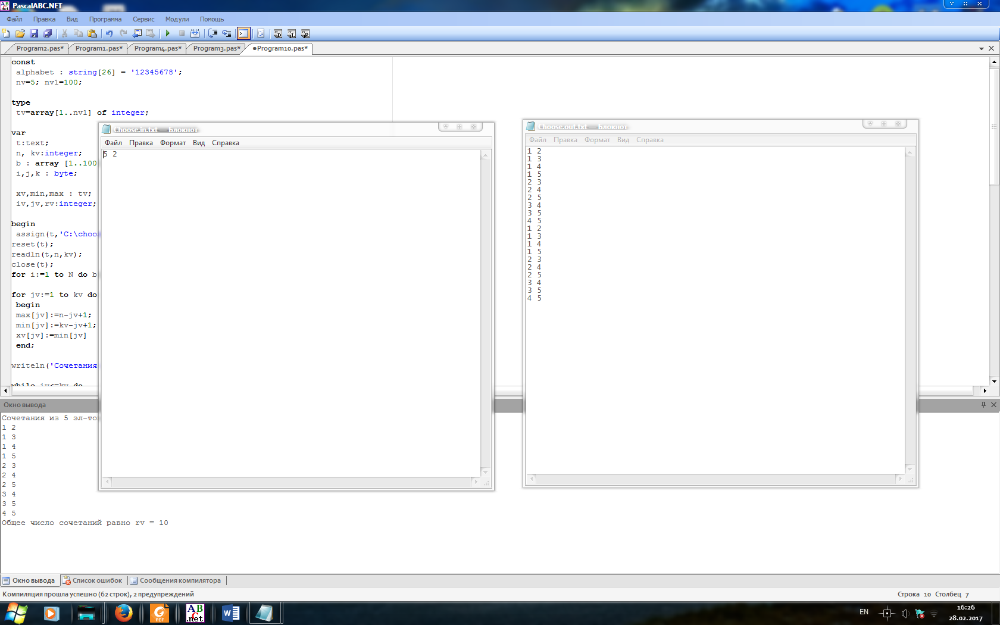 PascalABC.NET
Файл Правка Вид Программа Сервис Модули Помощь
Program2.pas* Program1.pas* Program4.pas* Program3.pas* •Program10.pas*
const
alphabet : string[26] = '12345678';
nv=5; nv1=100;
type
tv=array[1..nv1] of integer;
var
t:text;
n, kv:integer;
b : array [1..100
i,j,k : byte;
xv,min,max : tv;
iv,jv,rv:integer;
begin
assign(t,'C:\choo
reset(t);
readln(t,n,kv);
close(t);
for i:=1 to N do b
for jv:=1 to kv do
begin
max[jv]:=n-jv+1;
min[jv]:=kv-jv+1;
xv[jv]:=min[jv]
end;
writeln('Сочетания
while iv<=kv do
Choose.in.txt — Блокнот
Файл Правка Формат Вид Справка
5 2
Choose.out.txt — Блокнот
Файл Правка Формат Вид Справка
1 2
1 3
1 4
1 5
2 3
2 4
2 5
3 4
3 5
4 5
1 2
1 3
1 4
1 5
2 3
2 4
2 5
3 4
3 5
4 5
Окно вывода
Сочетания из 5 эл-то
1 2
1 3
1 4
1 5
2 3
2 4
2 5
3 4
3 5
4 5
Общее число сочетаний равно rv = 10
Окно вывода Список ошибок Сообщения компилятора
Компиляция прошла успешно (62 строк), 2 предупреждений
Строка 10 Столбец 7
PDF
ABC.net
EN
16:26
28.02.2017